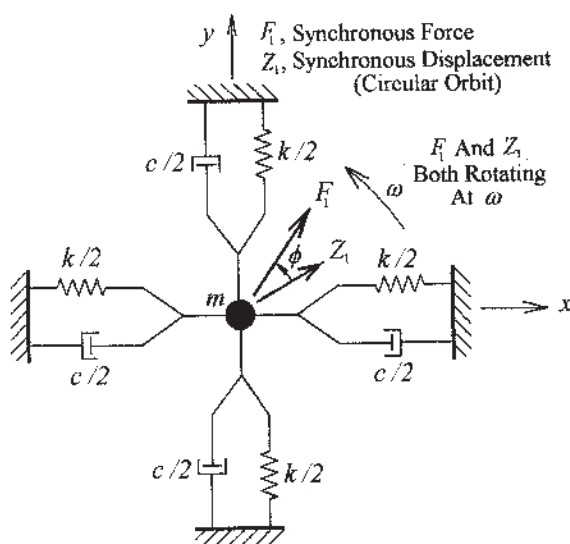 y
F₁, Synchronous Force
Z₁, Synchronous Displacement
(Circular Orbit)
c/2
k/2
F₁ And Z₁
Both Rotating
At ω
ω
F₁
ϕ
Z₁
k/2
m
k/2
x
c/2
c/2
c/2
k/2